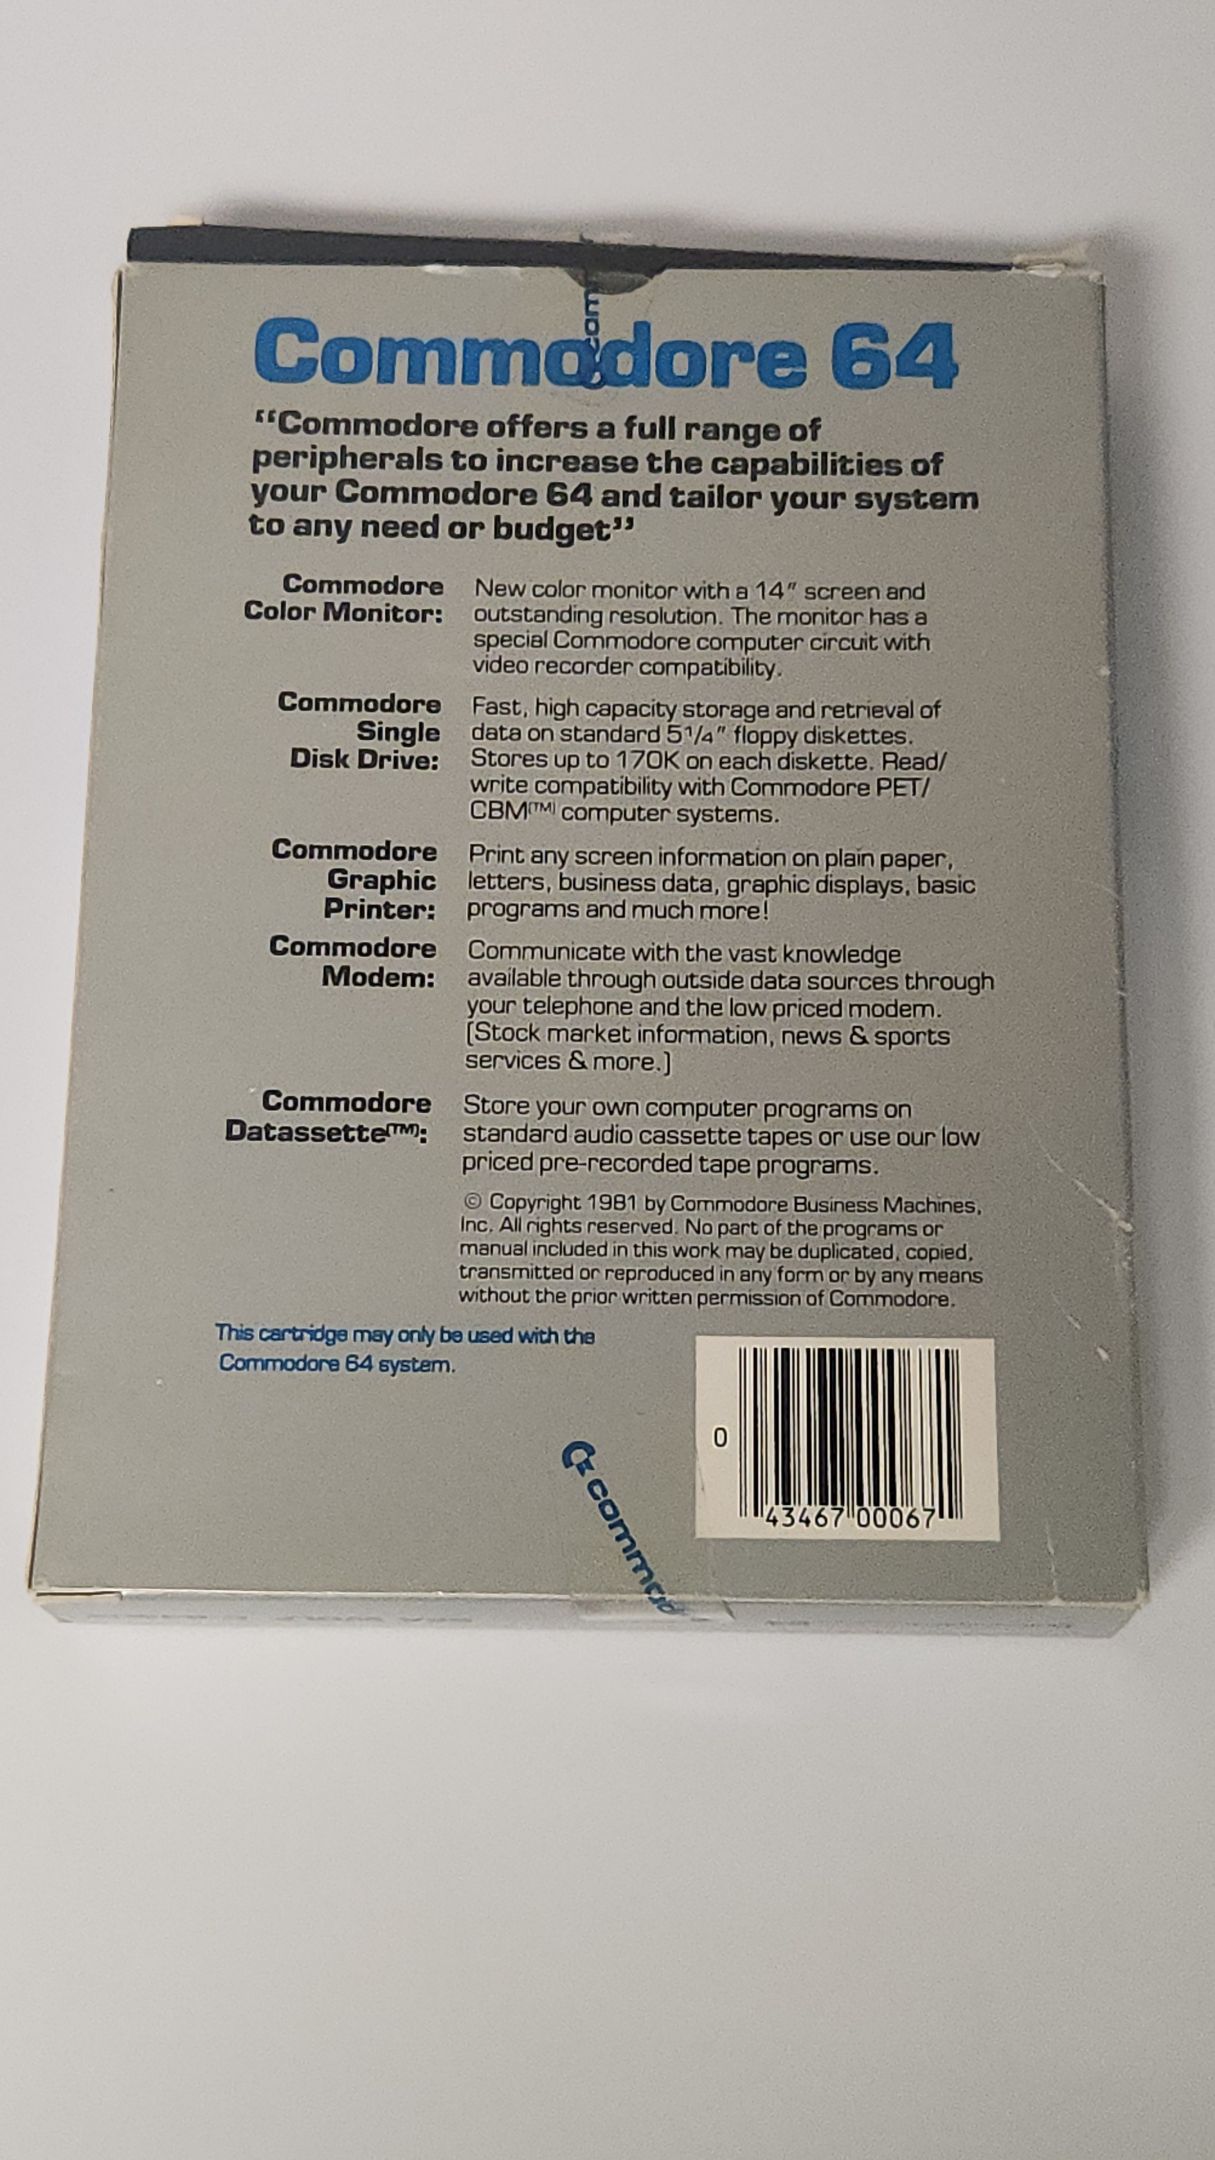 Commodore 64
“Commodore offers a full range of
peripherals to increase the capabilities of
your Commodore 64 and tailor your system
to any need or budget”
Commodore
Color Monitor:
New color monitor with a 14" screen and
outstanding resolution. The monitor has a
special Commodore computer circuit with
video recorder compatibility.
Commodore
Single
Disk Drive:
Fast, high capacity storage and retrieval of
data on standard 5 1/4" floppy diskettes.
Stores up to 170K on each diskette. Read/
write compatibility with Commodore PET/
CBM(TM) computer systems.
Commodore
Graphic
Printer:
Print any screen information on plain paper,
letters, business data, graphic displays, basic
programs and much more!
Commodore
Modem:
Communicate with the vast knowledge
available through outside data sources through
your telephone and the low priced modem.
[Stock market information, news & sports
services & more.]
Commodore
Datassette(TM):
Store your own computer programs on
standard audio cassette tapes or use our low
priced pre-recorded tape programs.
© Copyright 1981 by Commodore Business Machines,
Inc. All rights reserved. No part of the programs or
manual included in this work may be duplicated, copied,
transmitted or reproduced in any form or by any means
without the prior written permission of Commodore.
This cartridge may only be used with the
Commodore 64 system.
0 43467 00067
commod
com